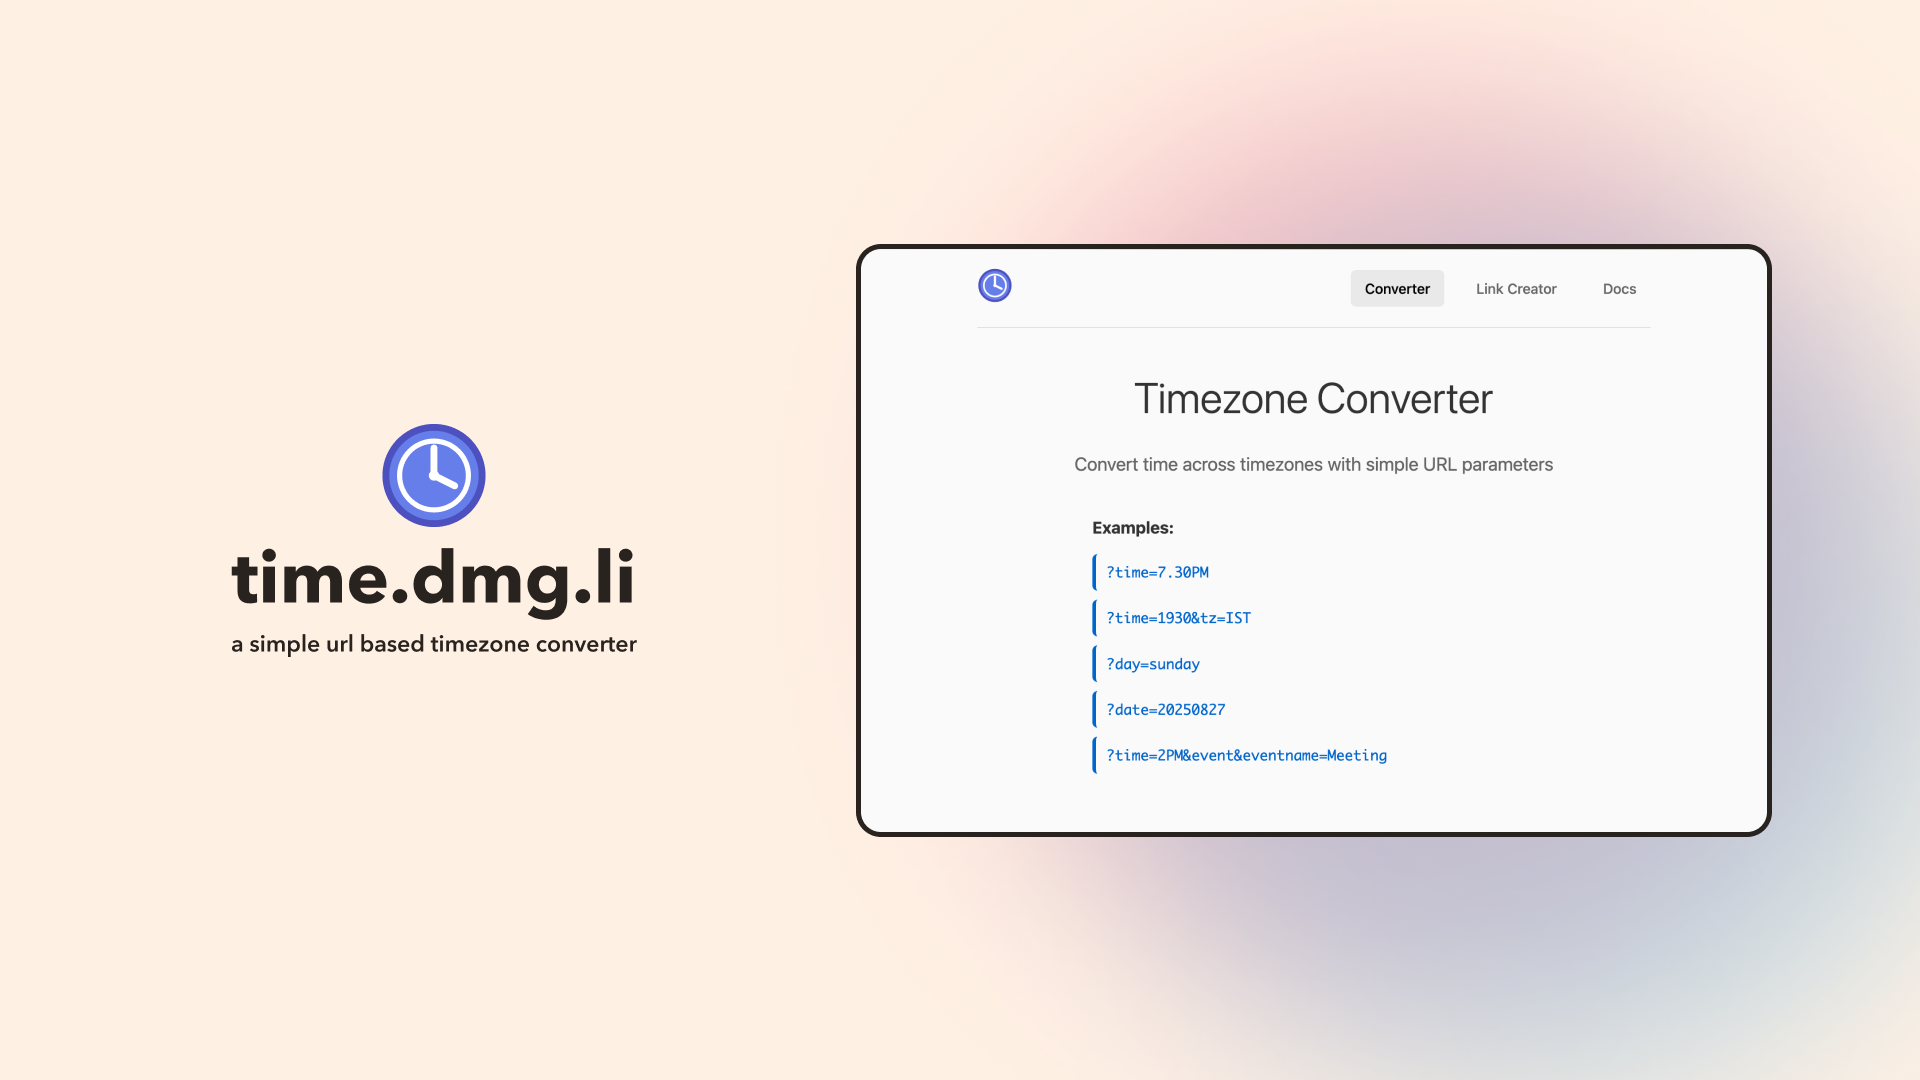 time.dmg.li
a simple url based timezone converter
Converter
Link Creator
Docs
Timezone Converter
Convert time across timezones with simple URL parameters
Examples:
?time=7.30PM
?time=1930&tz=IST
?day=sunday
?date=20250827
?time=2PM&event&eventname=Meeting